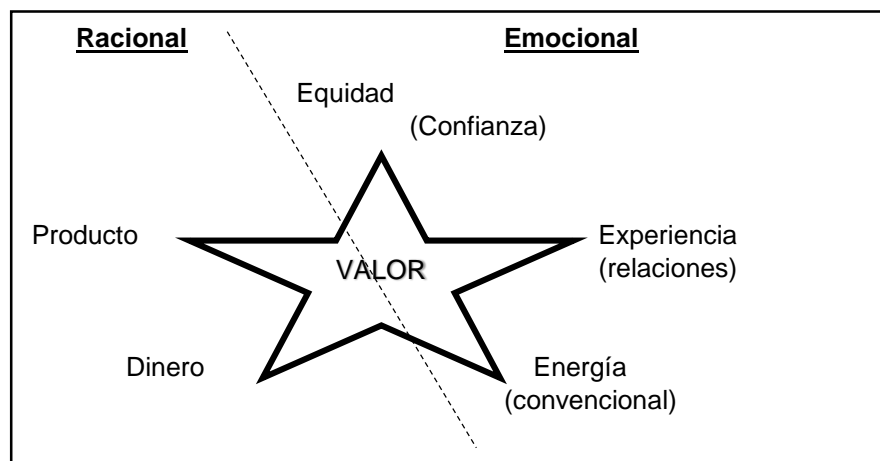 Racional
Emocional
Equidad
(Confianza)
Producto
Experiencia
(relaciones)
VALOR
Dinero
Energía
(convencional)